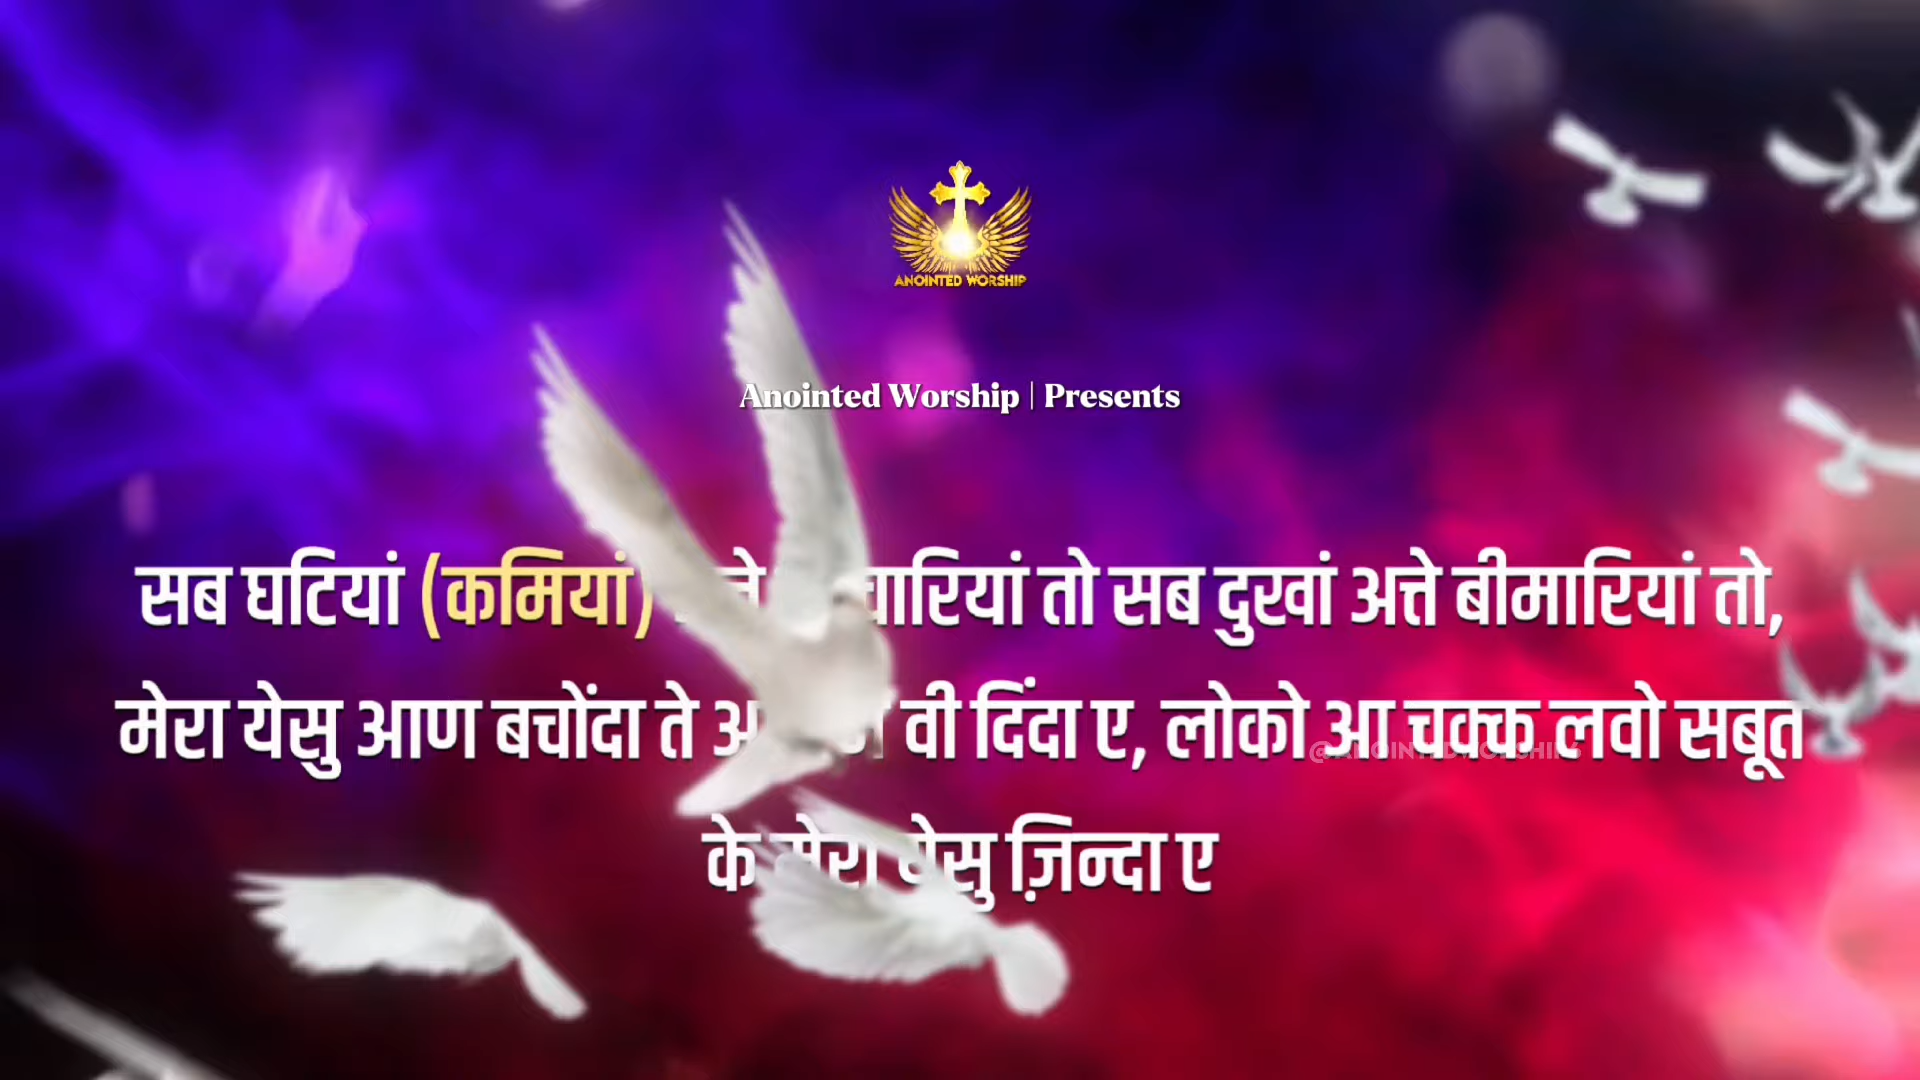 ANOINTED WORSHIP
Anointed Worship | Presents
सब घटियां (कमियां) तो सब दुखां अत्ते बीमारियां तो,
मेरा येसु आण बचोंदा ते वी दिंदा ए, लोको आ चक्क लवो सबूत
के मेरा येसु ज़िन्दा ए